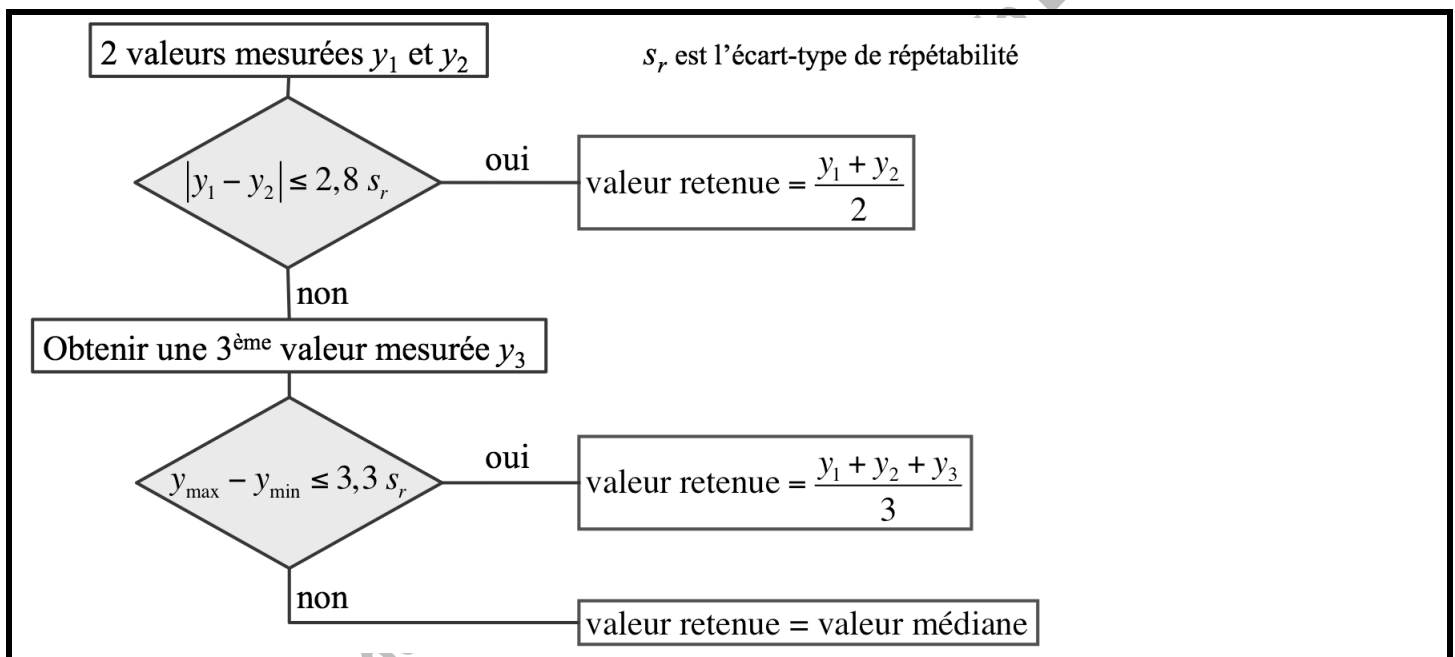 2 valeurs mesurées y₁ et y₂
sᵣ est l’écart-type de répétabilité
|y₁ – y₂| ≤ 2,8 sᵣ
oui
valeur retenue = (y₁ + y₂)/2
non
Obtenir une 3ème valeur mesurée y₃
y_max – y_min ≤ 3,3 sᵣ
oui
valeur retenue = (y₁ + y₂ + y₃)/3
non
valeur retenue = valeur médiane